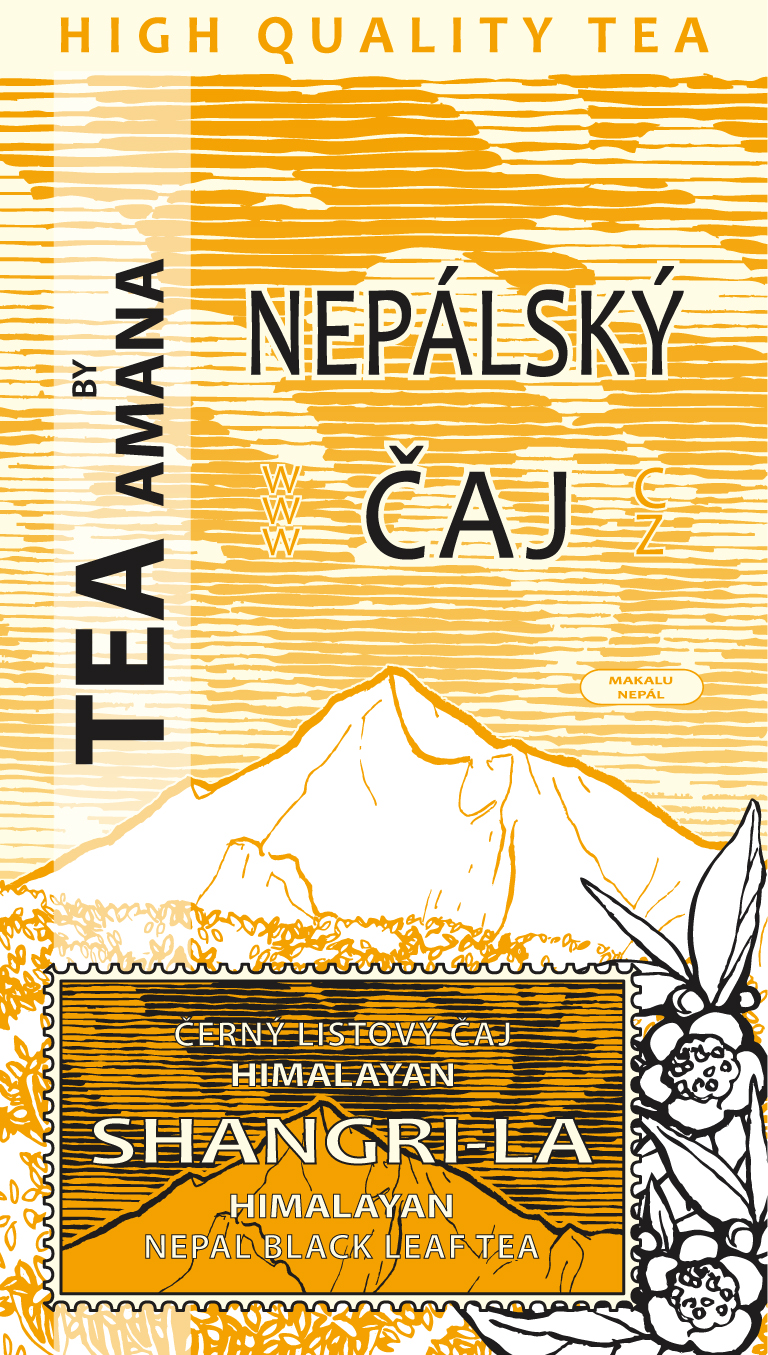 HIGH QUALITY TEA
TEA BY AMANA
NEPÁLSKÝ
WWW ČAJ CZ
MAKALU
NEPÁL
ČERNÝ LISTOVÝ ČAJ
HIMALAYAN
SHANGRI-LA
HIMALAYAN
NEPAL BLACK LEAF TEA